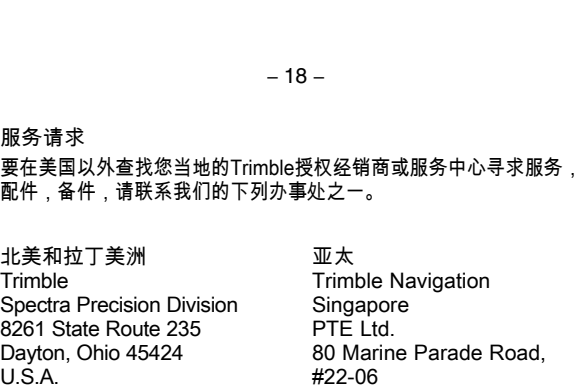 – 18 –
服务请求
要在美国以外查找您当地的Trimble授权经销商或服务中心寻求服务，
配件，备件，请联系我们的下列办事处之一。
北美和拉丁美洲
Trimble
Spectra Precision Division
8261 State Route 235
Dayton, Ohio 45424
U.S.A.
亚太
Trimble Navigation
Singapore
PTE Ltd.
80 Marine Parade Road,
#22-06